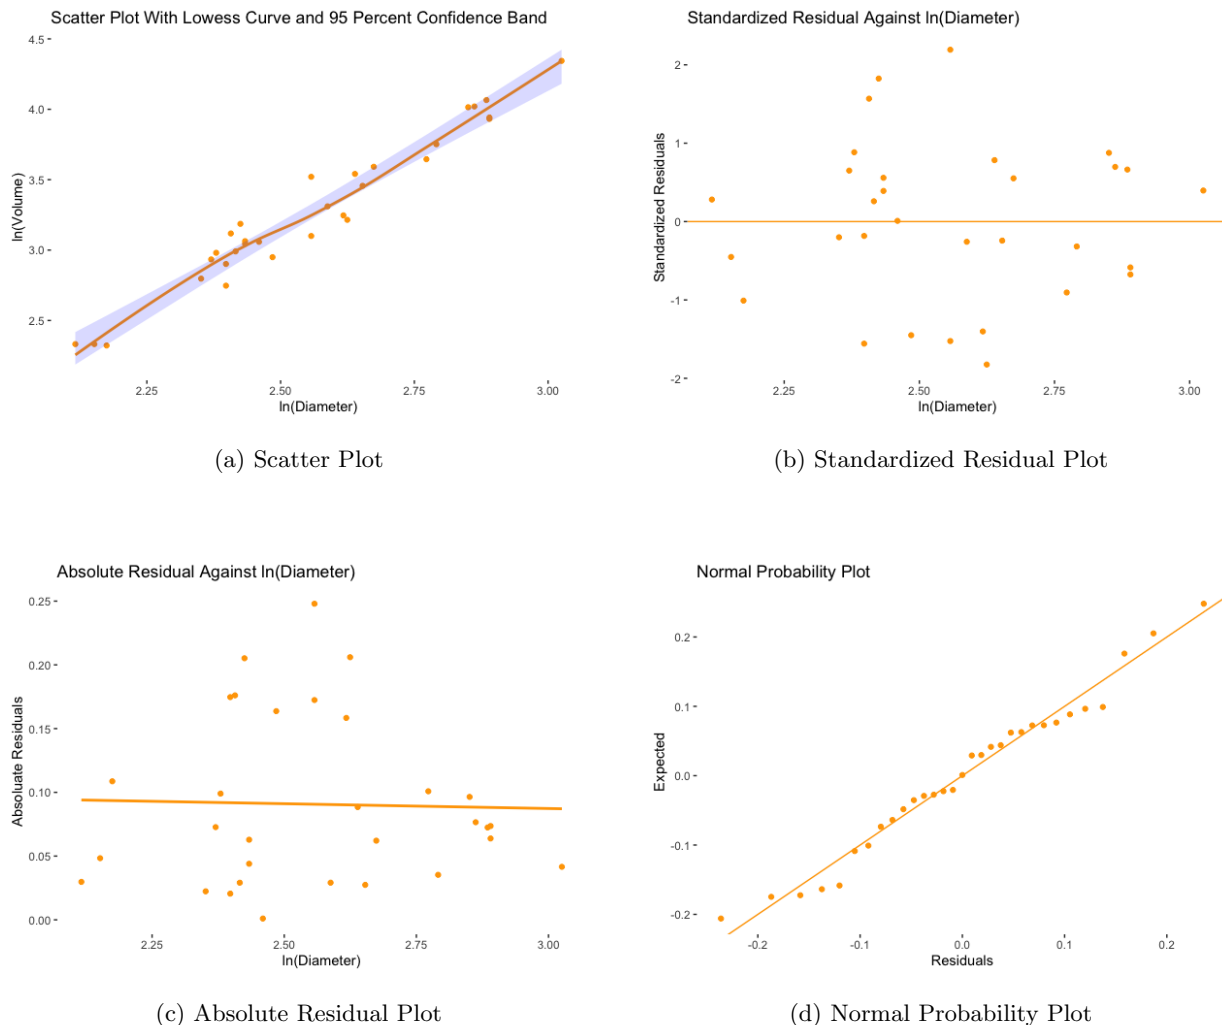 Scatter Plot With Lowess Curve and 95 Percent Confidence Band
4.5
4.0
3.5
3.0
2.5
ln(Volume)
2.25 2.50 2.75 3.00
ln(Diameter)
(a) Scatter Plot
Standardized Residual Against ln(Diameter)
2
1
0
-1
-2
Standardized Residuals
2.25 2.50 2.75 3.00
ln(Diameter)
(b) Standardized Residual Plot
Absolute Residual Against ln(Diameter)
0.25
0.20
0.15
0.10
0.05
0.00
Absoluate Residuals
2.25 2.50 2.75 3.00
ln(Diameter)
(c) Absolute Residual Plot
Normal Probability Plot
0.2
0.1
0.0
-0.1
-0.2
Expected
-0.2 -0.1 0.0 0.1 0.2
Residuals
(d) Normal Probability Plot